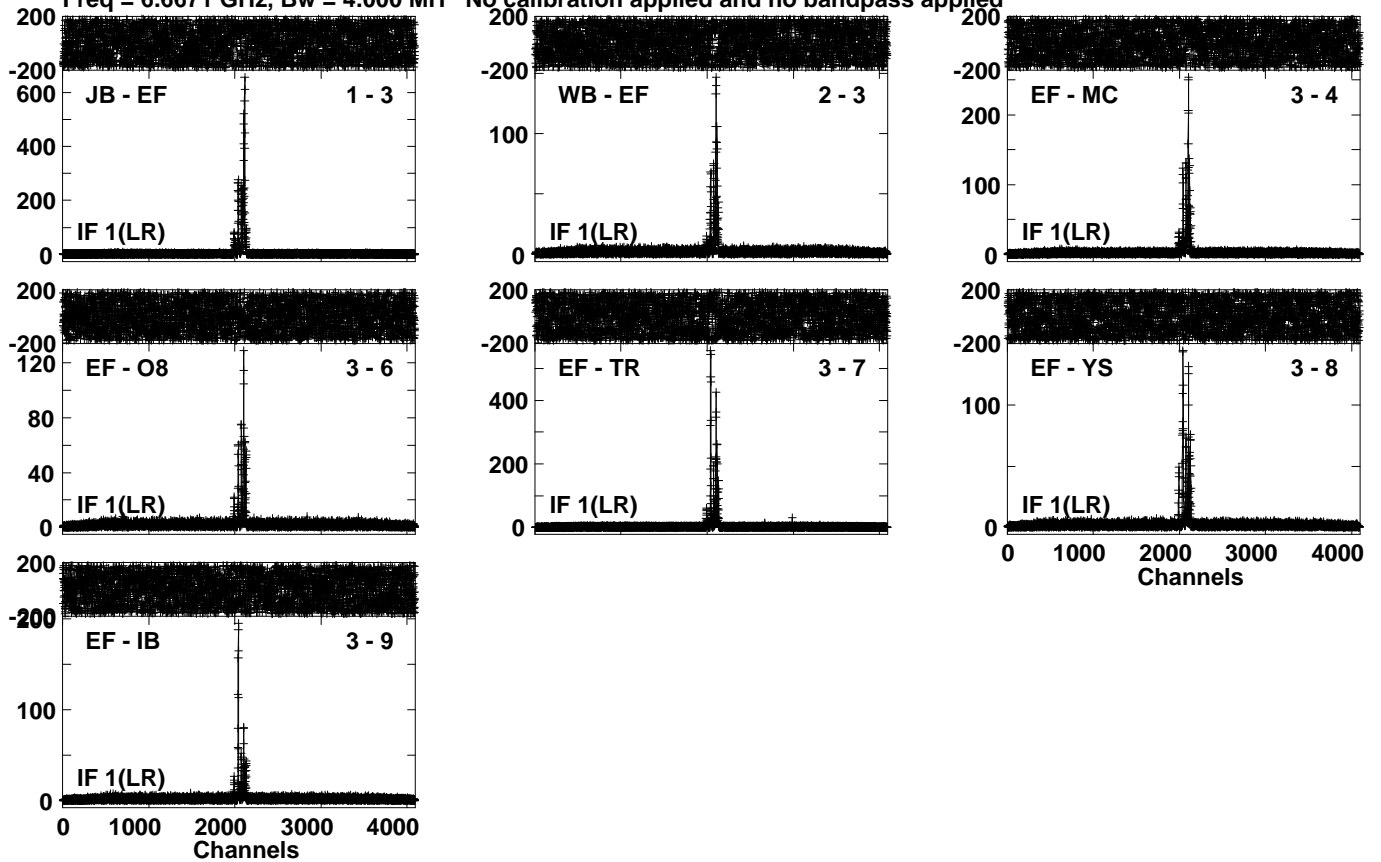 Freq = 6.6671 GHz, Bw = 4.000 MH No calibration applied and no bandpass applied
200
-200
600
400
200
0
JB - EF 1 - 3
IF 1(LR)
200
-200
100
0
WB - EF 2 - 3
IF 1(LR)
200
-200
200
100
0
EF - MC 3 - 4
IF 1(LR)
200
-200
120
80
40
0
EF - O8 3 - 6
IF 1(LR)
200
-200
400
200
0
EF - TR 3 - 7
IF 1(LR)
200
-200
100
0
EF - YS 3 - 8
IF 1(LR)
0 1000 2000 3000 4000
Channels
200
-200
200
100
0
EF - IB 3 - 9
IF 1(LR)
0 1000 2000 3000 4000
Channels